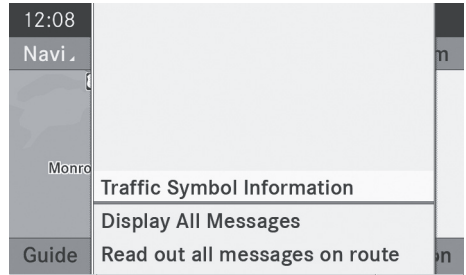 12:08
Navi
Monro
Traffic Symbol Information
Display All Messages
Guide Read out all messages on route